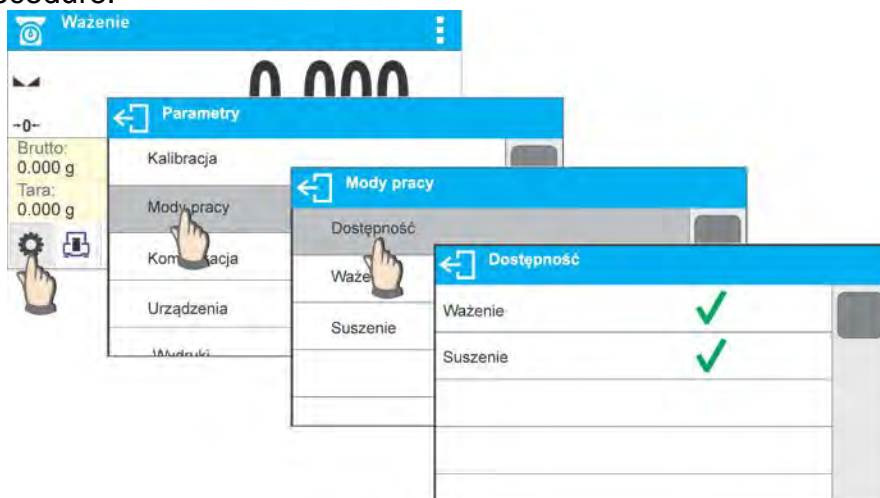 Ważenie
0.000
-0-
Brutto:
0.000 g
Tara:
0.000 g
Parametry
Kalibracja
Mody pracy
Urządzenia
Wydruki
Mody pracy
Dostępność
Suszenie
Dostępność
Ważenie
Suszenie